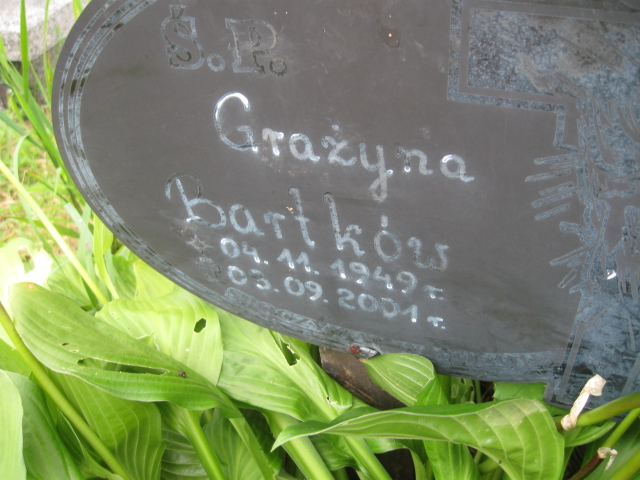 Ś.P.
Grażyna
Bartków
04.11.1949 r.
03.09.2001 r.